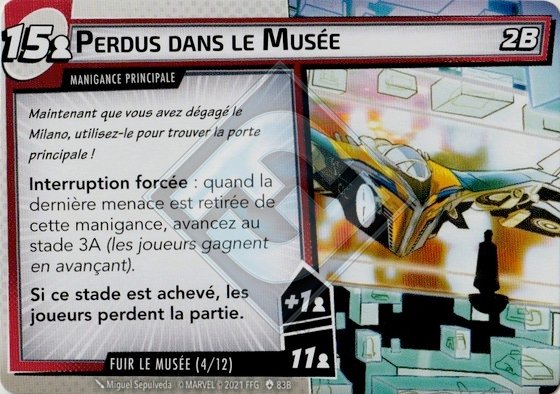 15
PERDUS DANS LE MUSÉE
2B
MANIGANCE PRINCIPALE
Maintenant que vous avez dégagé le
Milano, utilisez-le pour trouver la porte
principale !
Interruption forcée : quand la
dernière menace est retirée de
cette manigance, avancez au
stade 3A (les joueurs gagnent
en avançant).
Si ce stade est achevé, les
joueurs perdent la partie.
+1
11
FUIR LE MUSÉE (4/12)
Miguel Sepulveda © MARVEL © 2021 FFG 83B